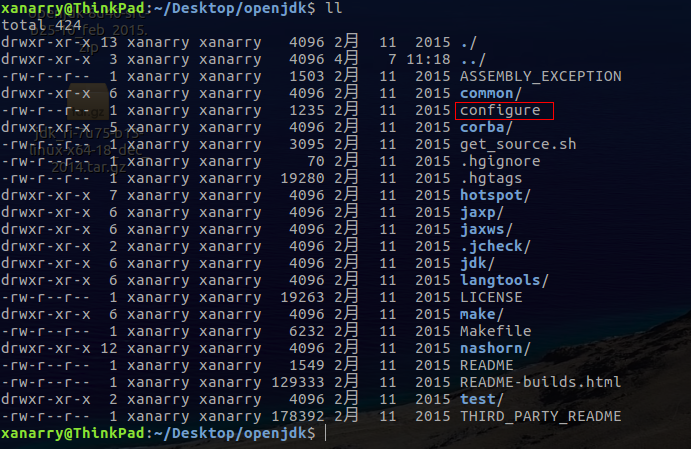 xanarry@ThinkPad:~/Desktop/openjdk$ ll
total 424
drwxr-xr-x 13 xanarry xanarry   4096 2月  11  2015 ./
drwxr-xr-x  3 xanarry xanarry   4096 4月   7 11:18 ../
-rw-r--r--  1 xanarry xanarry   1503 2月  11  2015 ASSEMBLY_EXCEPTION
drwxr-xr-x  6 xanarry xanarry   4096 2月  11  2015 common/
-rw-r--r--  1 xanarry xanarry   1235 2月  11  2015 configure
drwxr-xr-x  5 xanarry xanarry   4096 2月  11  2015 corba/
-rw-r--r--  1 xanarry xanarry   3095 2月  11  2015 get_source.sh
-rw-r--r--  1 xanarry xanarry     70 2月  11  2015 .hgignore
-rw-r--r--  1 xanarry xanarry  19280 2月  11  2015 .hgtags
drwxr-xr-x  7 xanarry xanarry   4096 2月  11  2015 hotspot/
drwxr-xr-x  6 xanarry xanarry   4096 2月  11  2015 jaxp/
drwxr-xr-x  6 xanarry xanarry   4096 2月  11  2015 jaxws/
drwxr-xr-x  2 xanarry xanarry   4096 2月  11  2015 .jcheck/
drwxr-xr-x  6 xanarry xanarry   4096 2月  11  2015 jdk/
drwxr-xr-x  6 xanarry xanarry   4096 2月  11  2015 langtools/
-rw-r--r--  1 xanarry xanarry  19263 2月  11  2015 LICENSE
drwxr-xr-x  6 xanarry xanarry   4096 2月  11  2015 make/
-rw-r--r--  1 xanarry xanarry   6232 2月  11  2015 Makefile
drwxr-xr-x 12 xanarry xanarry   4096 2月  11  2015 nashorn/
-rw-r--r--  1 xanarry xanarry   1549 2月  11  2015 README
-rw-r--r--  1 xanarry xanarry 129333 2月  11  2015 README-builds.html
drwxr-xr-x  2 xanarry xanarry   4096 2月  11  2015 test/
-rw-r--r--  1 xanarry xanarry 178392 2月  11  2015 THIRD_PARTY_README
xanarry@ThinkPad:~/Desktop/openjdk$